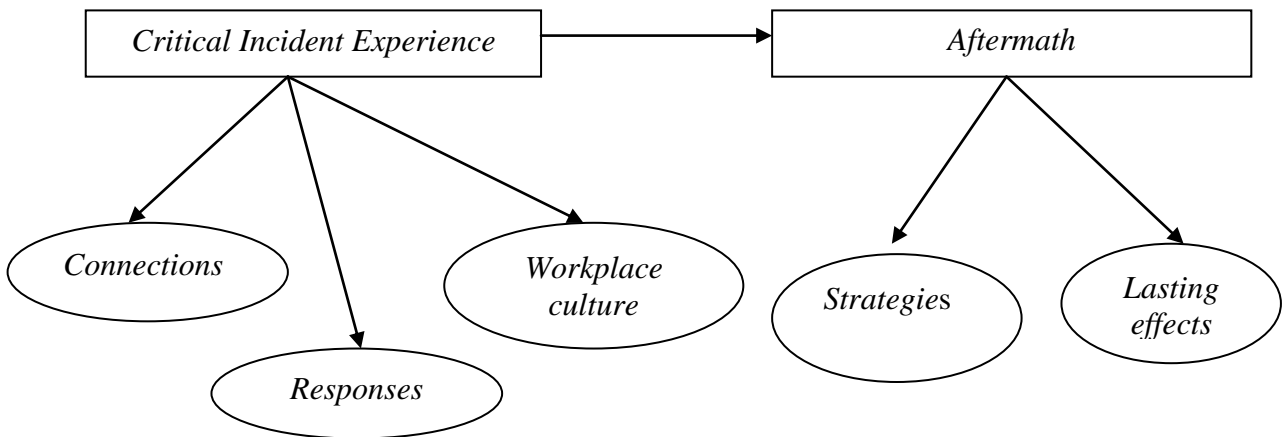 Critical Incident Experience
Aftermath
Connections
Responses
Workplace
culture
Strategies
Lasting
effects